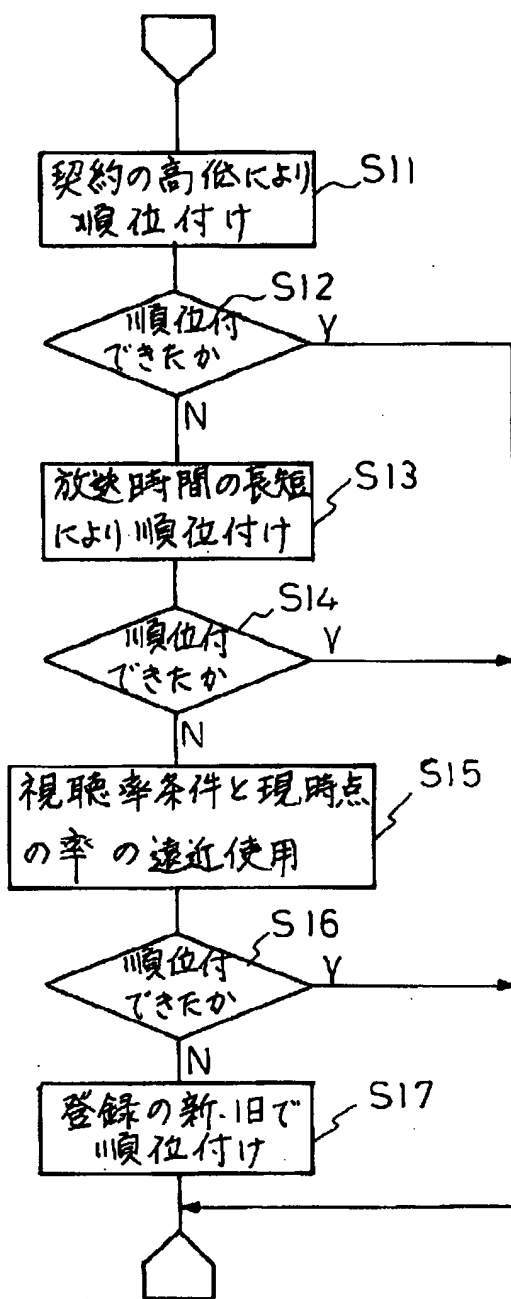 契約の高低により
順位付け
S11
順位付
できたか
S12
Y
N
放送時間の長短
により順位付け
S13
順位付
できたか
S14
Y
N
視聴率条件と現時点
の率の遠近使用
S15
順位付
できたか
S16
Y
N
登録の新・旧で
順位付け
S17